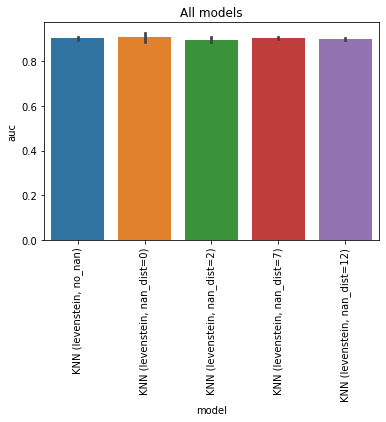 All models
auc
0.8
0.6
0.4
0.2
0.0
KNN (levenstein, no_nan)
KNN (levenstein, nan_dist=0)
KNN (levenstein, nan_dist=2)
KNN (levenstein, nan_dist=7)
KNN (levenstein, nan_dist=12)
model